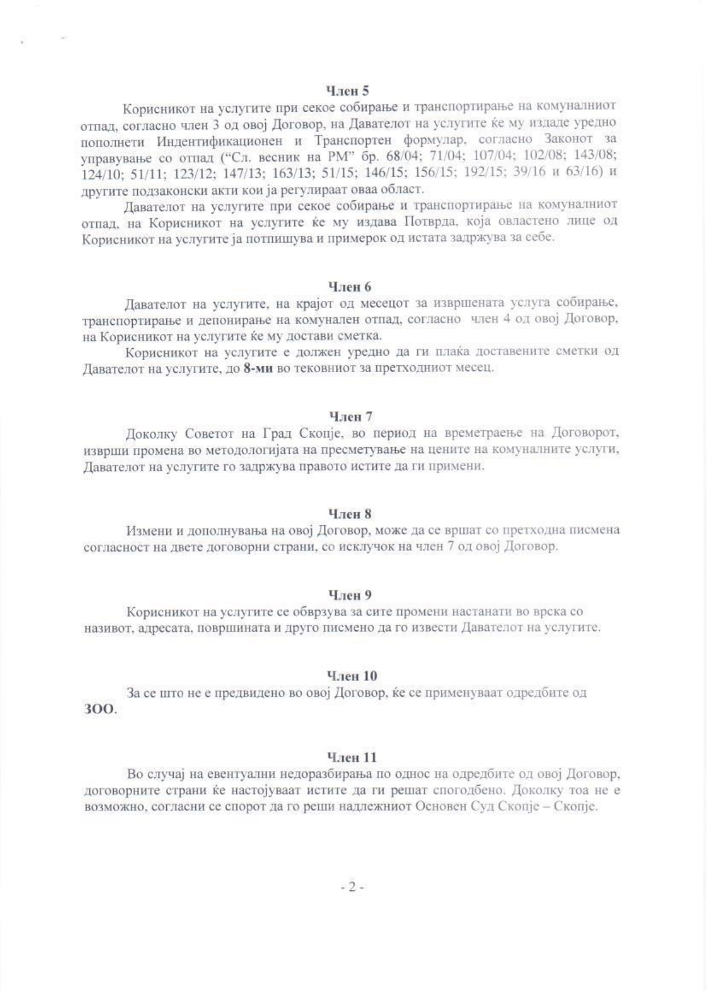 Член 5
Корисникот на услугите при секое собирање и транспортирање на комуналниот
отпад, согласно член 3 од овој Договор, на Давателот на услугите ќе му издаде уредно
пополнети Индентификационен и Транспортен формулар, согласно Законот за
управување со отпад (“Сл. весник на РМ” бр. 68/04; 71/04; 107/04; 102/08; 143/08;
124/10; 51/11; 123/12; 147/13; 163/13; 51/15; 146/15; 156/15; 192/15; 39/16 и 63/16) и
другите подзаконски акти кои ја регулираат оваа област.
Давателот на услугите при секое собирање и транспортирање на комуналниот
отпад, на Корисникот на услугите ќе му издава Потврда, која овластено лице од
Корисникот на услугите ја потпишува и примерок од истата задржува за себе.
Член 6
Давателот на услугите, на крајот од месецот за извршената услуга собирање,
транспортирање и депонирање на комунален отпад, согласно член 4 од овој Договор,
на Корисникот на услугите ќе му достави сметка.
Корисникот на услугите е должен уредно да ги плаќа доставените сметки од
Давателот на услугите, до 8-ми во тековниот за претходниот месец.
Член 7
Доколку Советот на Град Скопје, во период на времетраење на Договорот,
изврши промена во методологијата на пресметување на цените на комуналните услуги,
Давателот на услугите го задржува правото истите да ги примени.
Член 8
Измени и дополнувања на овој Договор, може да се вршат со претходна писмена
согласност на двете договорни страни, со исклучок на член 7 од овој Договор.
Член 9
Корисникот на услугите се обврзува за сите промени настанати во врска со
називот, адресата, површината и друго писмено да го извести Давателот на услугите.
Член 10
За се што не е предвидено во овој Договор, ќе се применуваат одредбите од
ЗОО.
Член 11
Во случај на евентуални недоразбирања по однос на одредбите од овој Договор,
договорните страни ќе настојуваат истите да ги решат спогодбено. Доколку тоа не е
возможно, согласни се спорот да го реши надлежниот Основен Суд Скопје – Скопје.
- 2 -